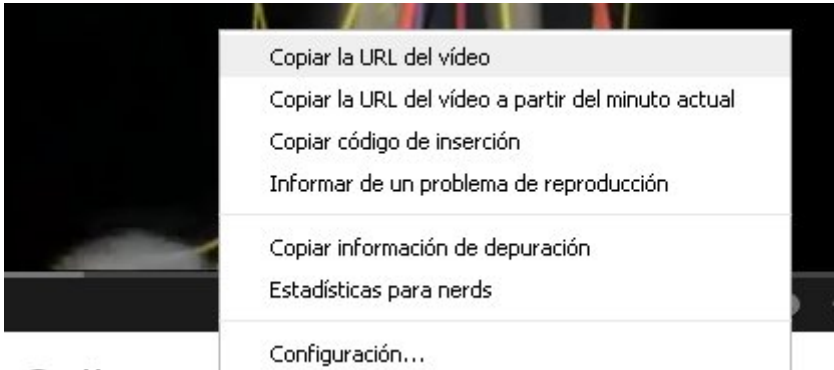 Copiar la URL del vídeo
Copiar la URL del vídeo a partir del minuto actual
Copiar código de inserción
Informar de un problema de reproducción
Copiar información de depuración
Estadísticas para nerds
Configuración...